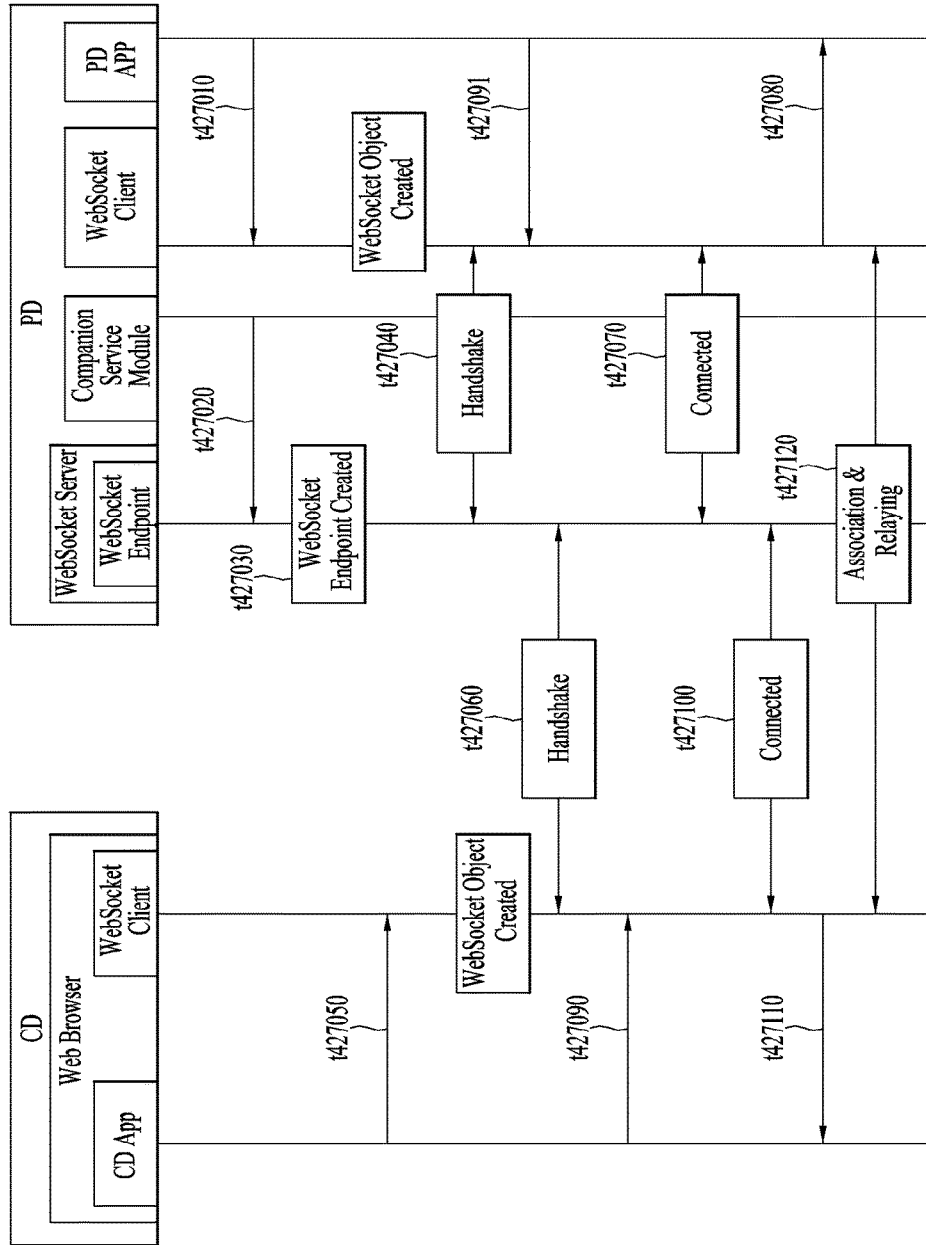 CD
Web Browser
CD App
WebSocket
Client
PD
WebSocket Server
WebSocket
Endpoint
Companion
Service
Module
WebSocket
Client
PD
APP
t427010
t427020
t427030
WebSocket
Endpoint Created
WebSocket Object
Created
t427050
t427040
Handshake
WebSocket Object
Created
t427060
Handshake
t427091
t427090
t427070
Connected
t427100
Connected
t427080
t427110
t427120
Association &
Relaying